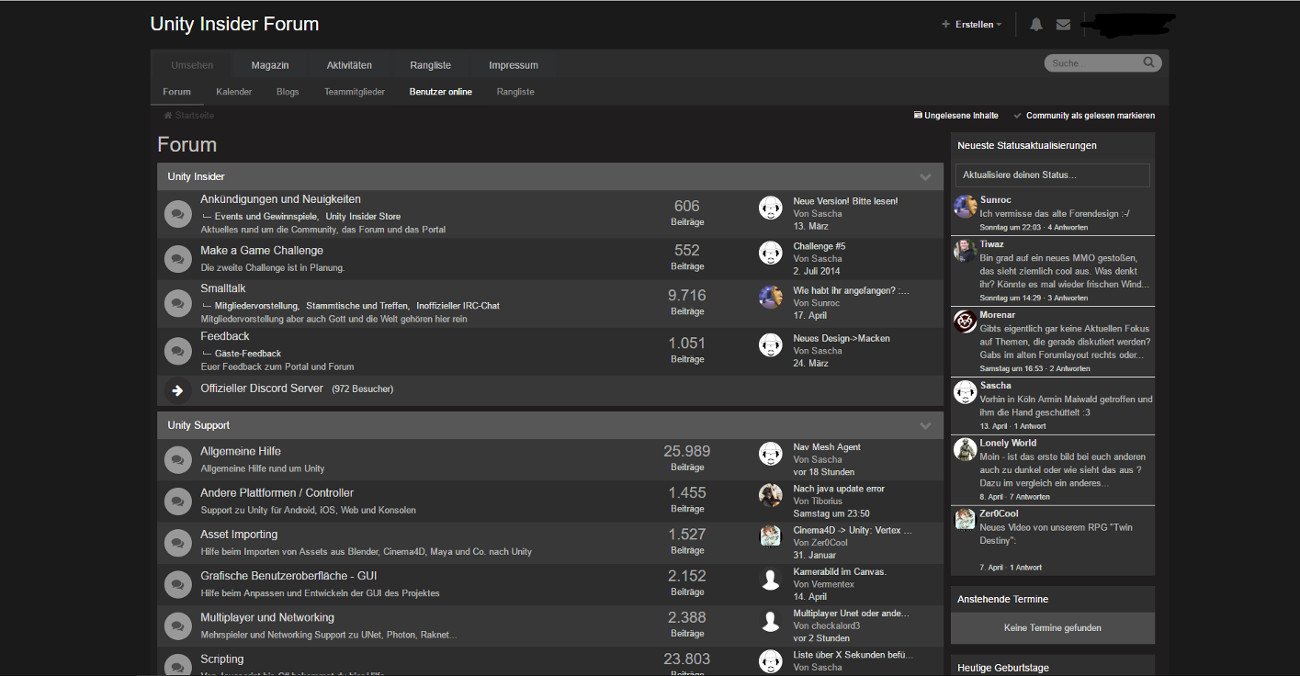 Unity Insider Forum
Erstellen
Umsehen Magazin Aktivitäten Rangliste Impressum
Suche...
Forum Kalender Blogs Teammitglieder Benutzer online Rangliste
Startseite
Ungelesene Inhalte Community als gelesen markieren
Forum
Unity Insider
Ankündigungen und Neuigkeiten
Events und Gewinnspiele, Unity Insider Store
Aktuelles rund um die Community, das Forum und das Portal
606
Beiträge
Neue Version! Bitte lesen!
Von Sascha
13. März
Make a Game Challenge
Die zweite Challenge ist in Planung.
552
Beiträge
Challenge #5
Von Sascha
2. Juli 2014
Smalltalk
Mitgliedervorstellung, Stammtische und Treffen, Inoffizieller IRC-Chat
Mitgliedervorstellung aber auch Gott und die Welt gehören hier rein
9.716
Beiträge
Wie habt ihr angefangen? :...
Von Sunroc
17. April
Feedback
Gäste-Feedback
Euer Feedback zum Portal und Forum
1.051
Beiträge
Neues Design->Macken
Von Sascha
24. März
Offizieller Discord Server (972 Besucher)
Unity Support
Allgemeine Hilfe
Allgemeine Hilfe rund um Unity
25.989
Beiträge
Nav Mesh Agent
Von Sascha
vor 18 Stunden
Andere Plattformen / Controller
Support zu Unity für Android, iOS, Web und Konsolen
1.455
Beiträge
Nach java update error
Von Tiborius
Samstag um 23:50
Asset Importing
Hilfe beim Importen von Assets aus Blender, Cinema4D, Maya und Co. nach Unity
1.527
Beiträge
Cinema4D -> Unity: Vertex ...
Von Zer0Cool
31. Januar
Grafische Benutzeroberfläche - GUI
Hilfe beim Anpassen und Entwickeln der GUI des Projektes
2.152
Beiträge
Kamerabild im Canvas.
Von Vermentex
14. April
Multiplayer und Networking
Mehrspieler und Networking Support zu UNet, Photon, Raknet...
2.388
Beiträge
Multiplayer Unet oder ande...
Von chockalord3
vor 2 Stunden
Scripting
23.803
Beiträge
Liste über X Sekunden befü...
Von Sascha
Neueste Statusaktualisierungen
Aktualisiere deinen Status...
Sunroc
Ich vermisse das alte Forendesign :-/
Sonntag um 22:03 · 4 Antworten
Tiwaz
Bin grad auf ein neues MMO gestoßen,
das sieht ziemlich cool aus. Was denkt
ihr? Könnte es mal wieder frischen Wind...
Sonntag um 14:29 · 3 Antworten
Morenar
Gibts eigentlich gar keine Aktuellen Fokus
auf Themen, die gerade diskutiert werden?
Gabs im alten Forumlayout rechts oder...
Samstag um 16:53 · 2 Antworten
Sascha
Vorhin in Köln Armin Maiwald getroffen und
ihm die Hand geschüttelt :3
13. April · 1 Antwort
Lonely World
Moin - ist das erste bild bei euch anderen
auch zu dunkel oder wie sieht das aus ?
Dazu im vergleich ein anderes...
8. April · 7 Antworten
Zer0Cool
Neues Video von unserem RPG "Twin
Destiny":
7. April · 1 Antwort
Anstehende Termine
Keine Termine gefunden
Heutige Geburtstage